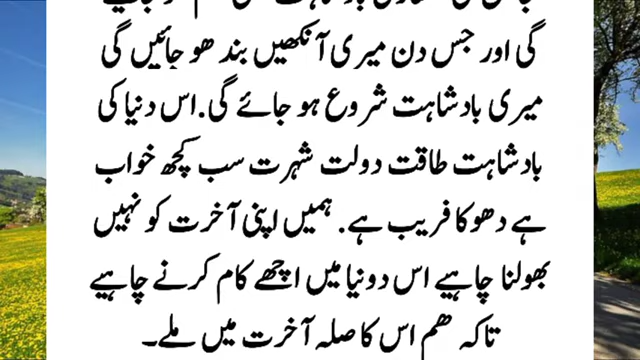 گی اور جس دن میری آنکھیں بند ھو جائیں گی
میری بادشاہت شروع ہو جائے گی.اس دنیا کی
بادشاہت طاقت دولت شہرت سب کچھ خواب
ہے دھوکا فریب ہے. ہمیں اپنی آخرت کو نہیں
بھولنا چاہیے اس دونیا میں اچھے کام کرنے چاہیے
تاکہ ھم اس کا صلہ آخرت میں ملے۔